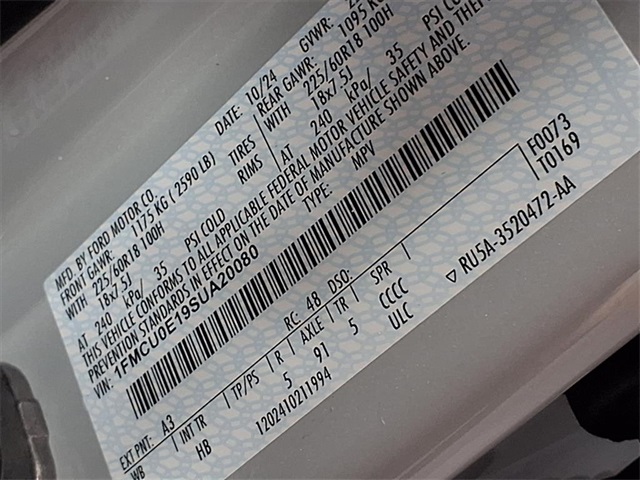 MFD. BY FORD MOTOR CO.
DATE: 10/24 GVWR:
FRONT GAWR: 1175 KG ( 2590 LB) REAR GAWR: 1095 KG
225/60R18 100H TIRES WITH 225/60R18 100H
18x7.5J RIMS 18x7.5J
AT 240 kPa/ 35 PSI COLD AT 240 kPa/ 35 PSI COLD
THIS VEHICLE CONFORMS TO ALL APPLICABLE FEDERAL MOTOR VEHICLE SAFETY AND THEFT
PREVENTION STANDARDS IN EFFECT ON THE DATE OF MANUFACTURE SHOWN ABOVE.
VIN: 1FMCU0E19SUA20080 TYPE: MPV
F0073
T0169
EXT PNT: A3 RC: 48 DSO:
WB INT TR TP/PS R AXLE TR SPR
HB 5 91 5 CCCC
1202410211994 ULC
▽ RU5A-3520472-AA